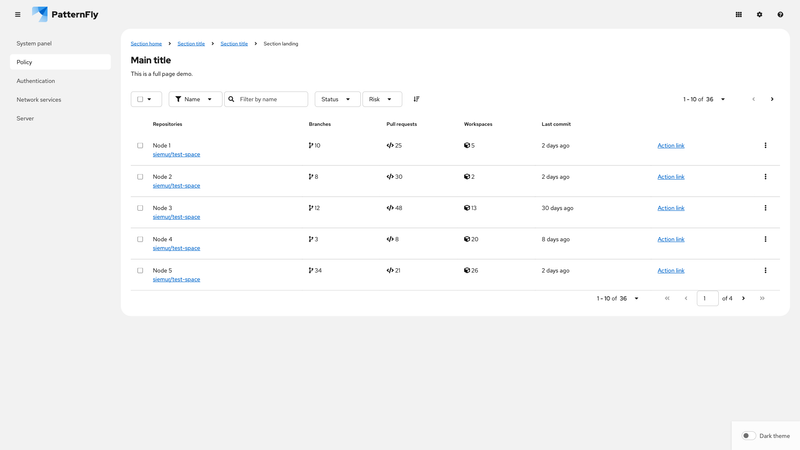 PatternFly
System panel
Policy
Authentication
Network services
Server
Section home Section title Section title Section landing
Main title
This is a full page demo.
Name Filter by name Status Risk 1 - 10 of 36
Repositories Branches Pull requests Workspaces Last commit
Node 1 10 25 5 2 days ago Action link
siemur/test-space
Node 2 8 30 2 2 days ago Action link
siemur/test-space
Node 3 12 48 13 30 days ago Action link
siemur/test-space
Node 4 3 8 20 8 days ago Action link
siemur/test-space
Node 5 34 21 26 2 days ago Action link
siemur/test-space
1 - 10 of 36 1 of 4
Dark theme